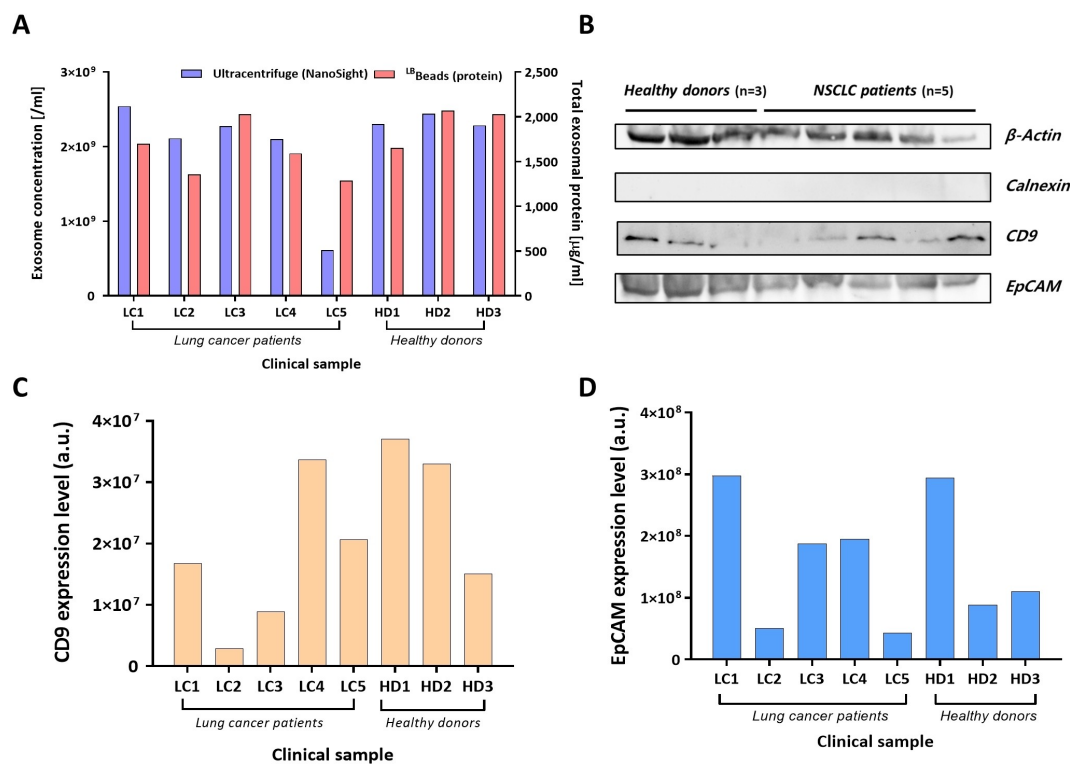 A
Ultracentrifuge (NanoSight)
LBBeads (protein)
Exosome concentration [/ml]
3×10⁹
2×10⁹
1×10⁹
0
2,500
2,000
1,500
1,000
500
0
Total exosomal protein [μg/ml]
LC1 LC2 LC3 LC4 LC5 HD1 HD2 HD3
Lung cancer patients Healthy donors
Clinical sample
B
Healthy donors (n=3) NSCLC patients (n=5)
β-Actin
Calnexin
CD9
EpCAM
C
CD9 expression level (a.u.)
4×10⁷
3×10⁷
2×10⁷
1×10⁷
0
LC1 LC2 LC3 LC4 LC5 HD1 HD2 HD3
Lung cancer patients Healthy donors
Clinical sample
D
EpCAM expression level (a.u.)
4×10⁸
3×10⁸
2×10⁸
1×10⁸
0
LC1 LC2 LC3 LC4 LC5 HD1 HD2 HD3
Lung cancer patients Healthy donors
Clinical sample